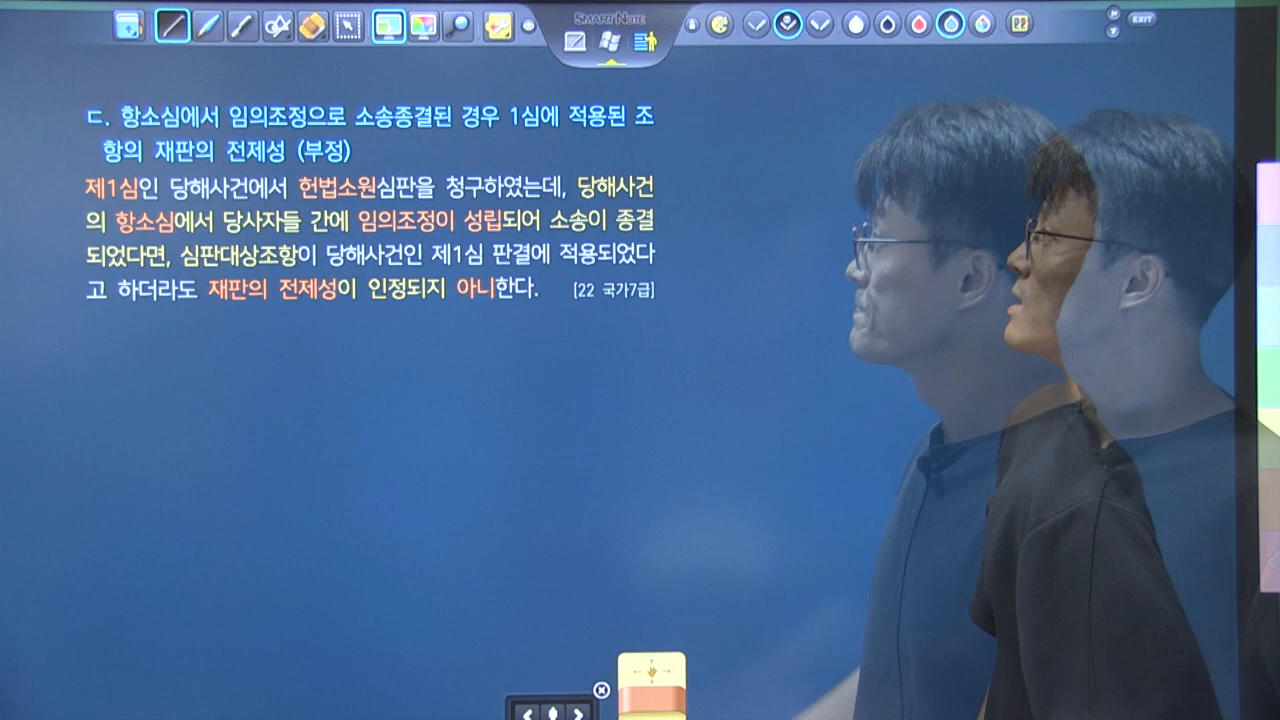 SMART NOTE
EXIT
ㄷ. 항소심에서 임의조정으로 소송종결된 경우 1심에 적용된 조
항의 재판의 전제성 (부정)
제1심인 당해사건에서 헌법소원심판을 청구하였는데, 당해사건
의 항소심에서 당사자들 간에 임의조정이 성립되어 소송이 종결
되었다면, 심판대상조항이 당해사건인 제1심 판결에 적용되었다
고 하더라도 재판의 전제성이 인정되지 아니한다. [22 국가7급]